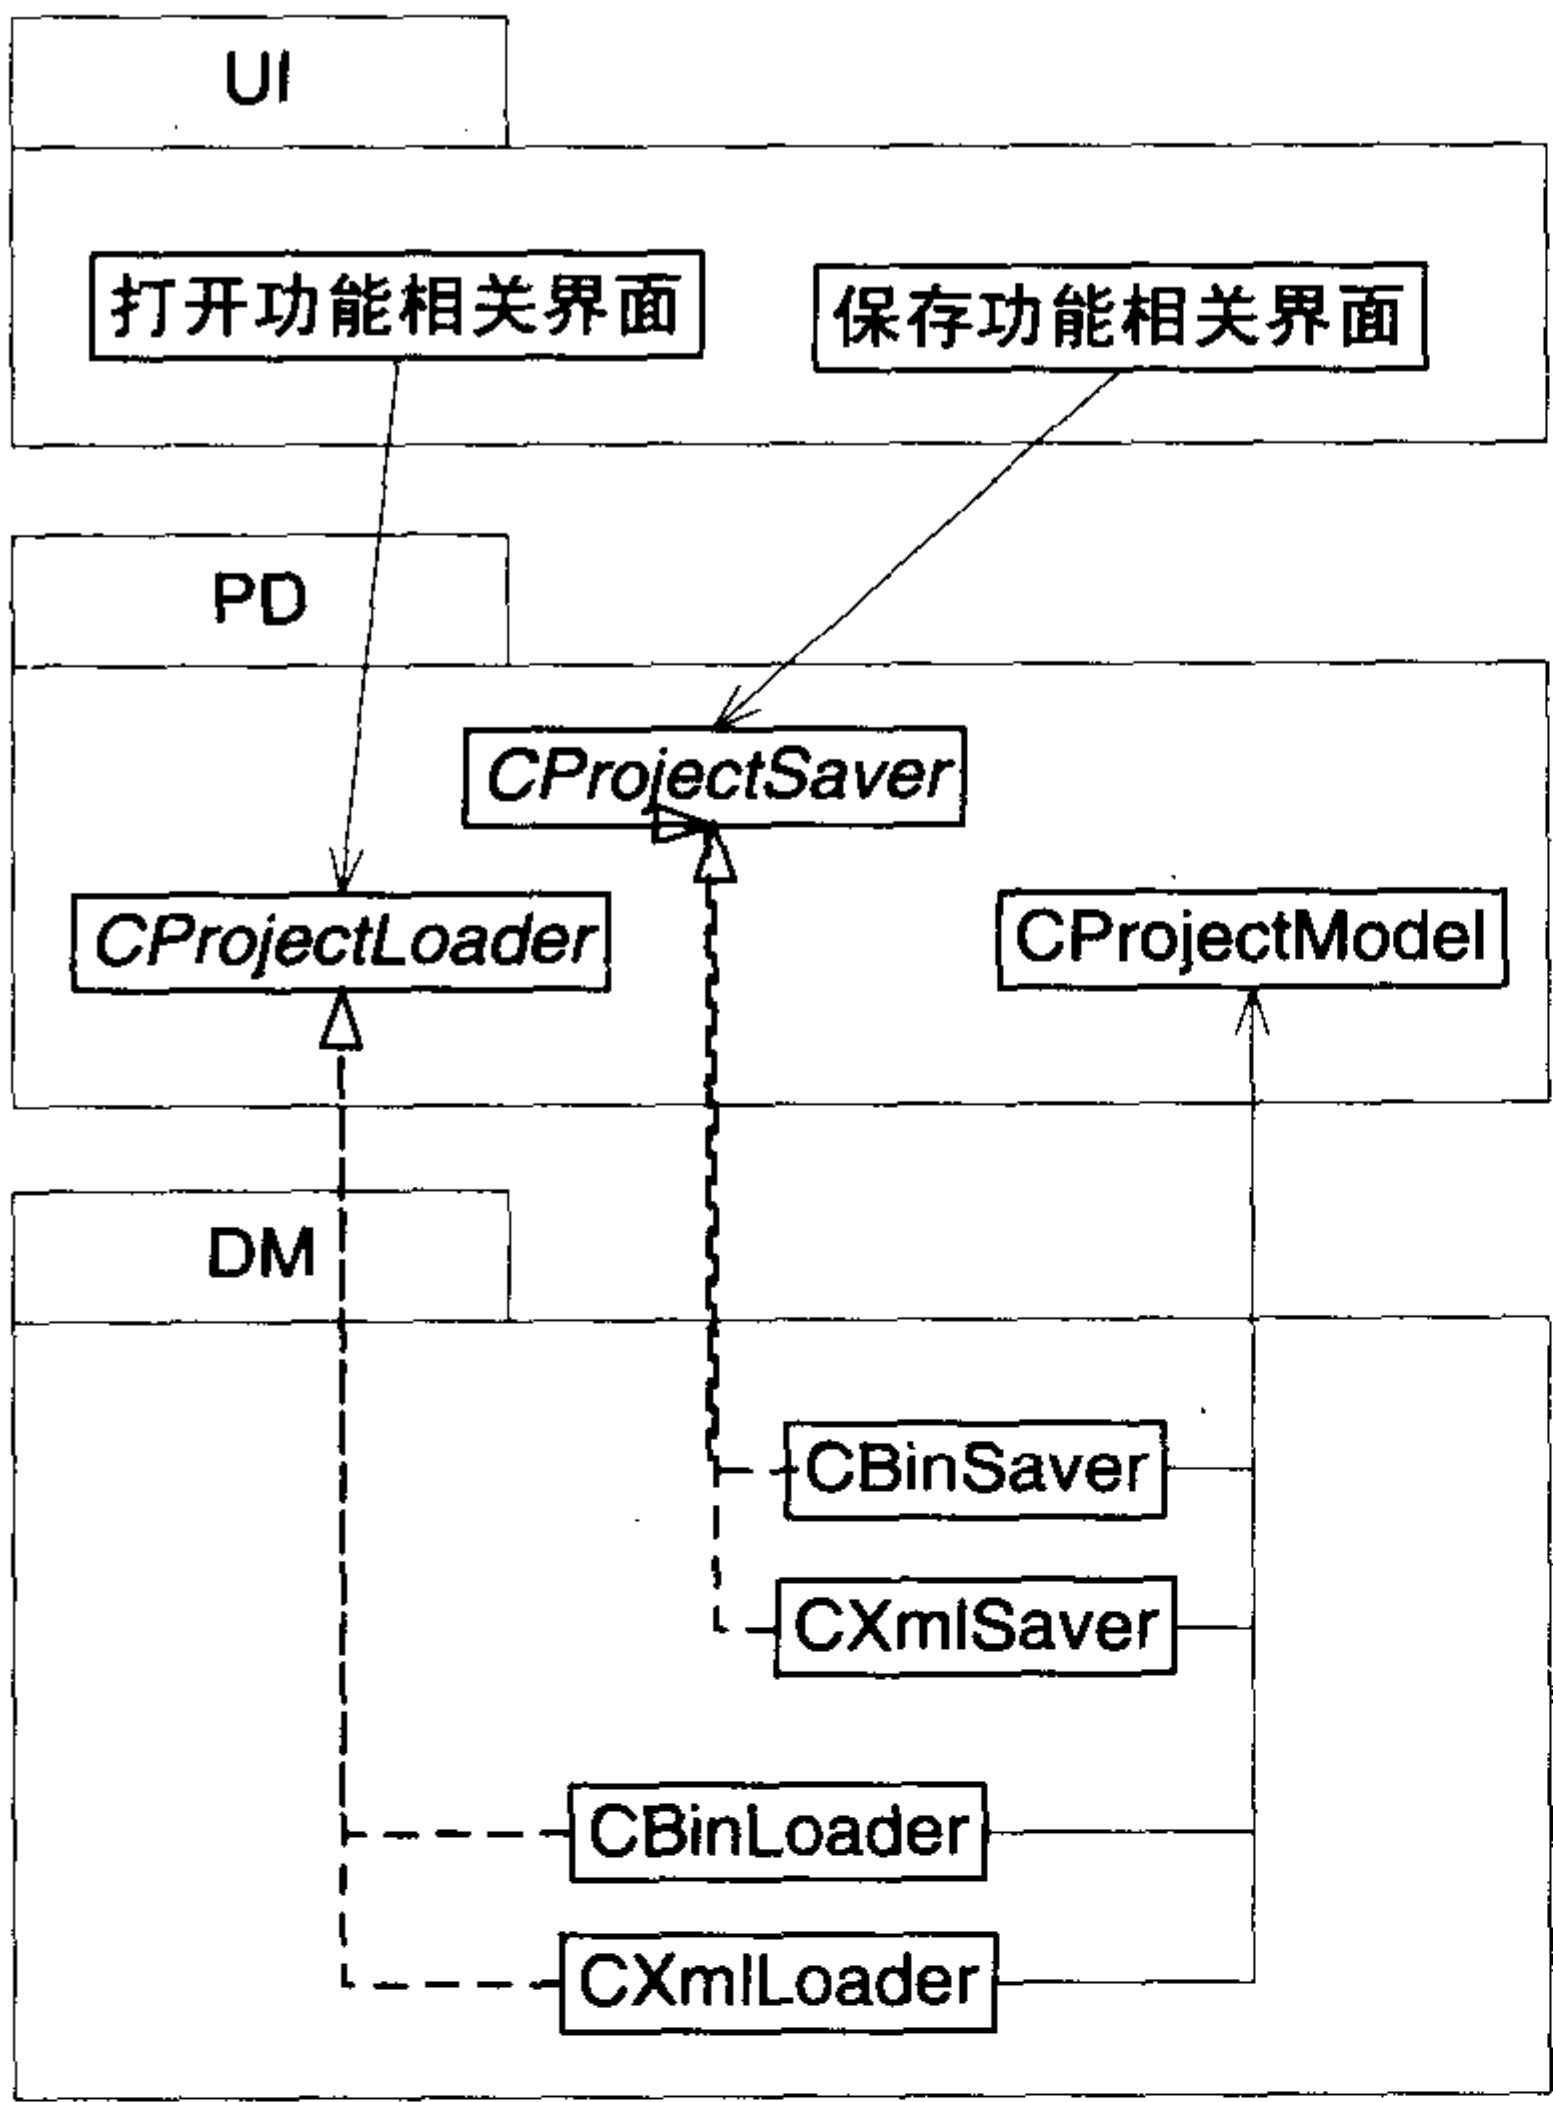 UI
打开功能相关界面
保存功能相关界面
PD
CProjectSaver
CProjectLoader
CProjectModel
DM
CBinSaver
CXmlSaver
CBinLoader
CXmlLoader